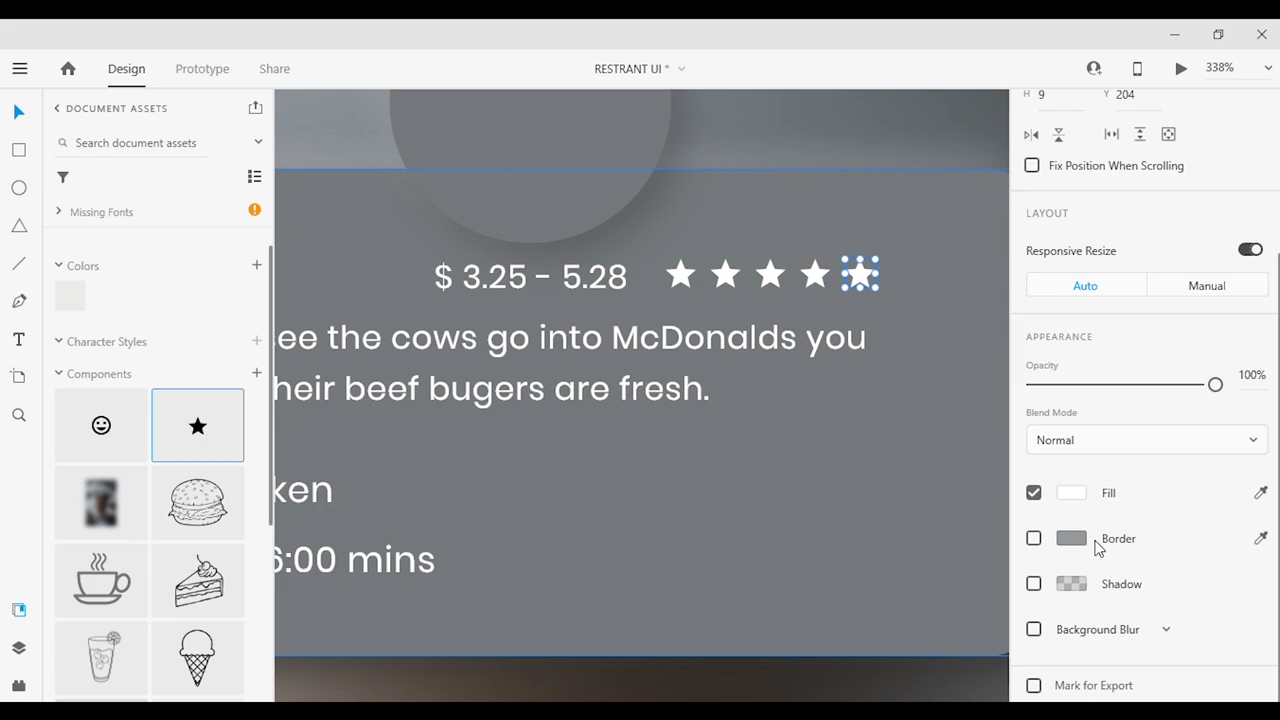 Design
Prototype
Share
RESTRANT UI *
338%
DOCUMENT ASSETS
Search document assets
Missing Fonts
Colors
Character Styles
Components
$ 3.25 - 5.28
ee the cows go into McDonalds you
heir beef bugers are fresh.
ken
6:00 mins
H 9
Y 204
Fix Position When Scrolling
LAYOUT
Responsive Resize
Auto
Manual
APPEARANCE
Opacity
100%
Blend Mode
Normal
Fill
Border
Shadow
Background Blur
Mark for Export